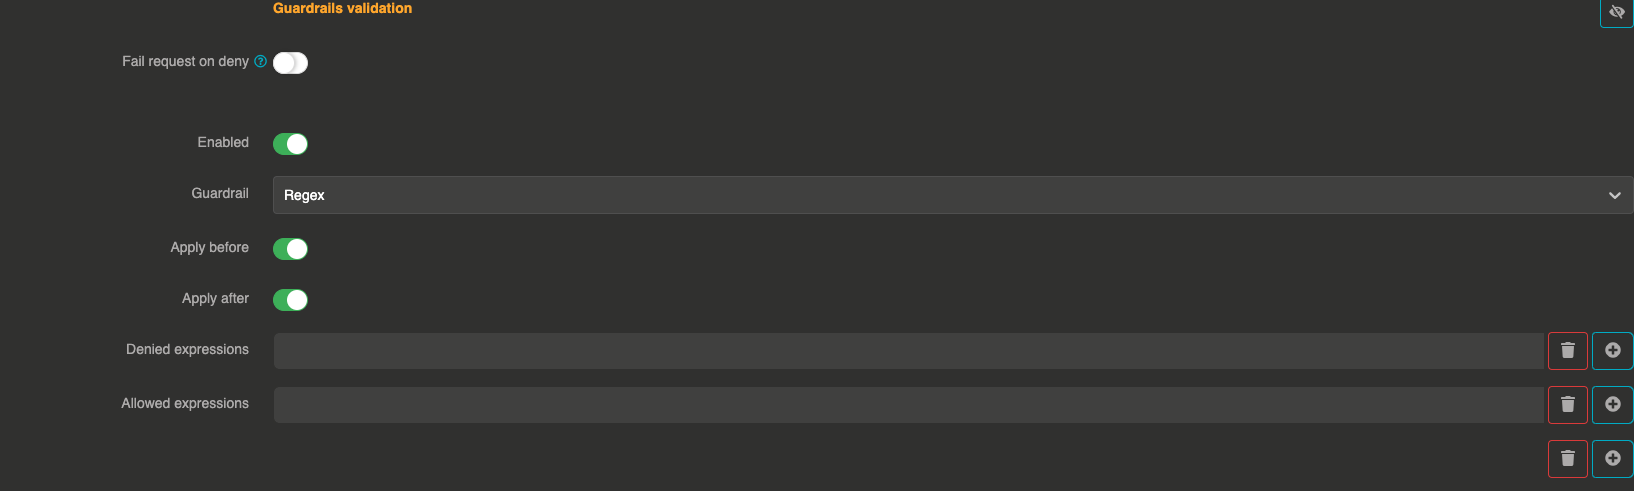 Guardrails validation
Fail request on deny
Enabled
Guardrail Regex
Apply before
Apply after
Denied expressions
Allowed expressions